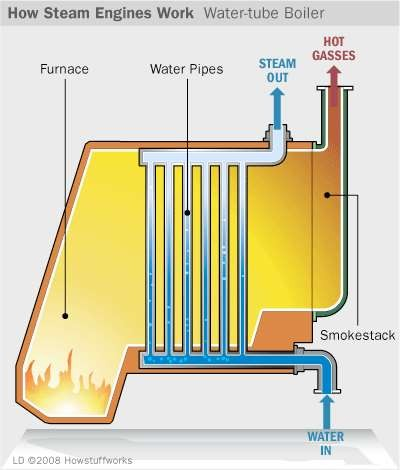 How Steam Engines Work Water-tube Boiler
HOT
GASSES
STEAM
OUT
Furnace
Water Pipes
Smokestack
WATER
IN
LD ©2008 Howstuffworks